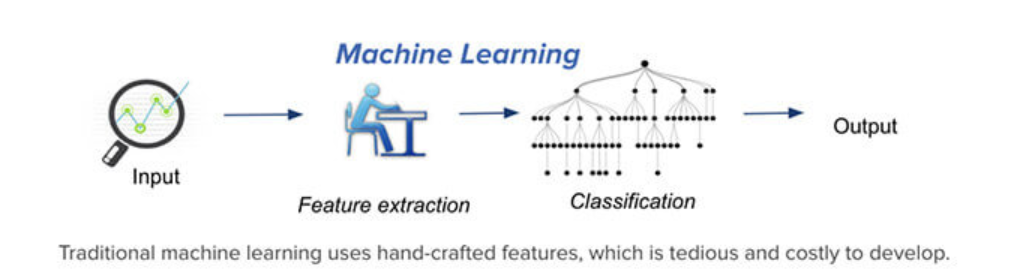 Machine Learning
Input
Feature extraction
Classification
Output
Traditional machine learning uses hand-crafted features, which is tedious and costly to develop.